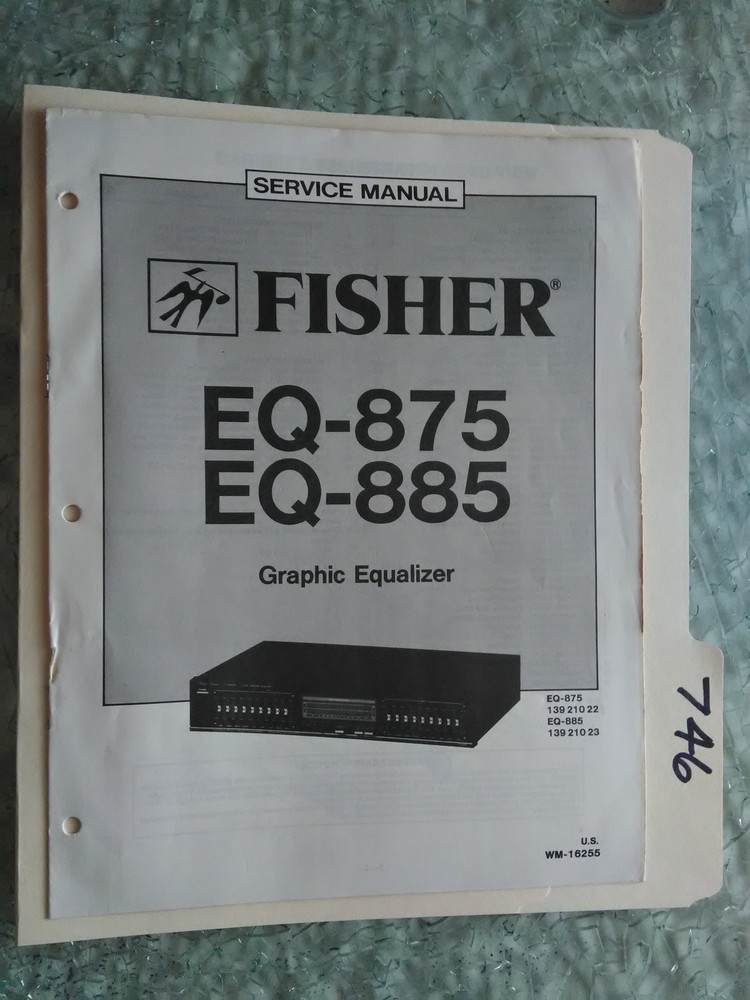 SERVICE MANUAL
FISHER®
EQ-875
EQ-885
Graphic Equalizer
EQ-875
139 210 22
EQ-885
139 210 23
746
U.S.
WM-16255